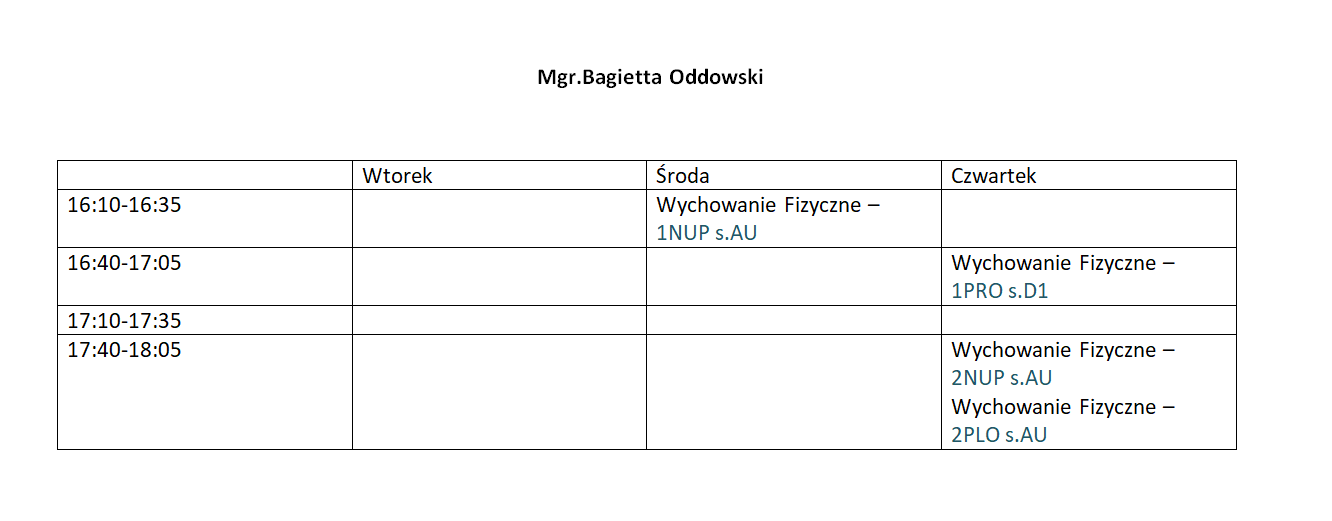 Mgr.Bagietta Oddowski
Wtorek
Środa
Czwartek
16:10-16:35
Wychowanie Fizyczne –
1NUP s.AU
16:40-17:05
Wychowanie Fizyczne –
1PRO s.D1
17:10-17:35
17:40-18:05
Wychowanie Fizyczne –
2NUP s.AU
Wychowanie Fizyczne –
2PLO s.AU